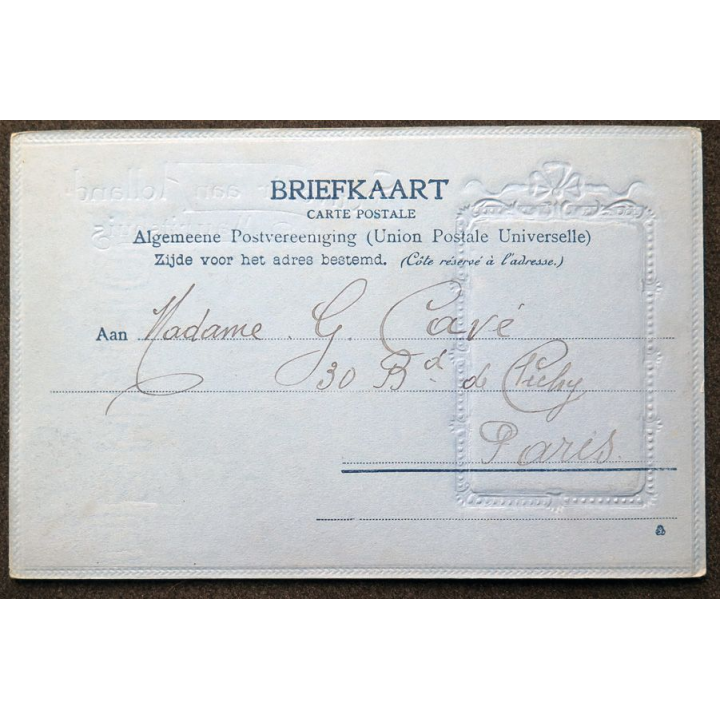 BRIEFKAART
CARTE POSTALE
Algemeene Postvereeniging (Union Postale Universelle)
Zijde voor het adres bestemd. (Côte réservé à l'adresse.)
Aan Madame G. Cavé
30 Bd de Clichy
Paris.